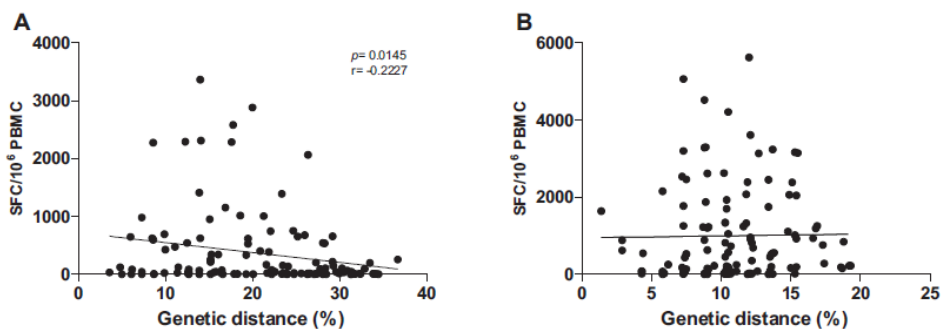 A
SFC/10⁶ PBMC
4000
3000
2000
1000
0
p= 0.0145
r= -0.2227
0 10 20 30 40
Genetic distance (%)
B
SFC/10⁶ PBMC
6000
4000
2000
0
0 5 10 15 20 25
Genetic distance (%)